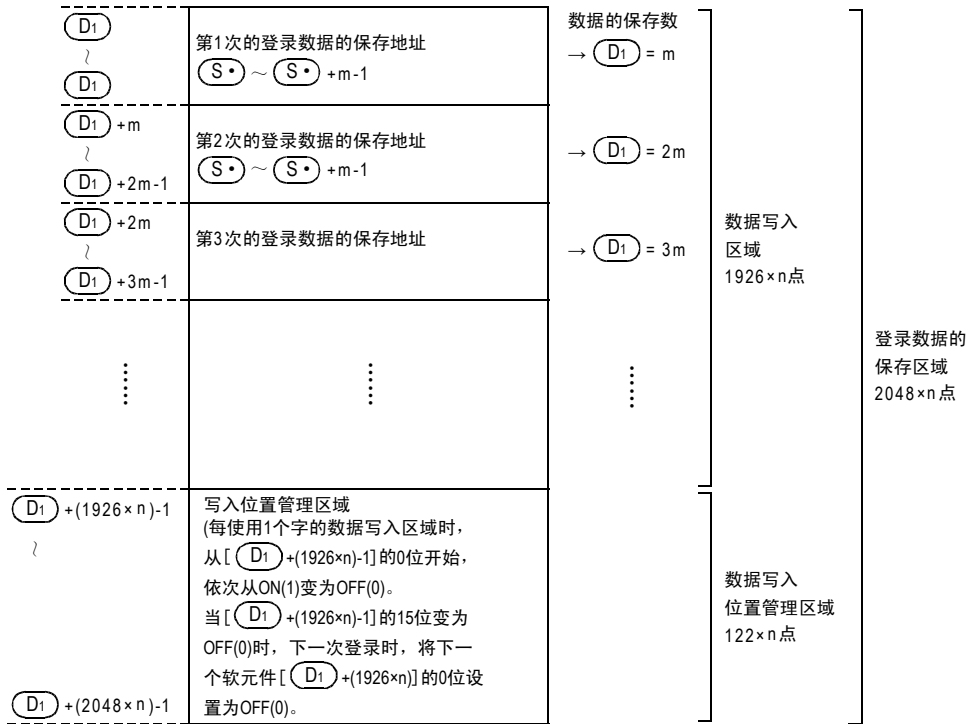 D1
～
D1
第1次的登录数据的保存地址
S• ～ S• +m-1
数据的保存数
→ D1 = m
D1 +m
～
D1 +2m-1
第2次的登录数据的保存地址
S• ～ S• +m-1
→ D1 = 2m
D1 +2m
～
D1 +3m-1
第3次的登录数据的保存地址
→ D1 = 3m
数据写入
区域
1926×n点
登录数据的
保存区域
2048×n点
D1 +(1926×n)-1
～
D1 +(2048×n)-1
写入位置管理区域
(每使用1个字的数据写入区域时，
从[ D1 +(1926×n)-1]的0位开始，
依次从ON(1)变为OFF(0)。
当[ D1 +(1926×n)-1]的15位变为
OFF(0)时，下一次登录时，将下一
个软元件[ D1 +(1926×n)]的0位设
置为OFF(0)。
数据写入
位置管理区域
122×n点